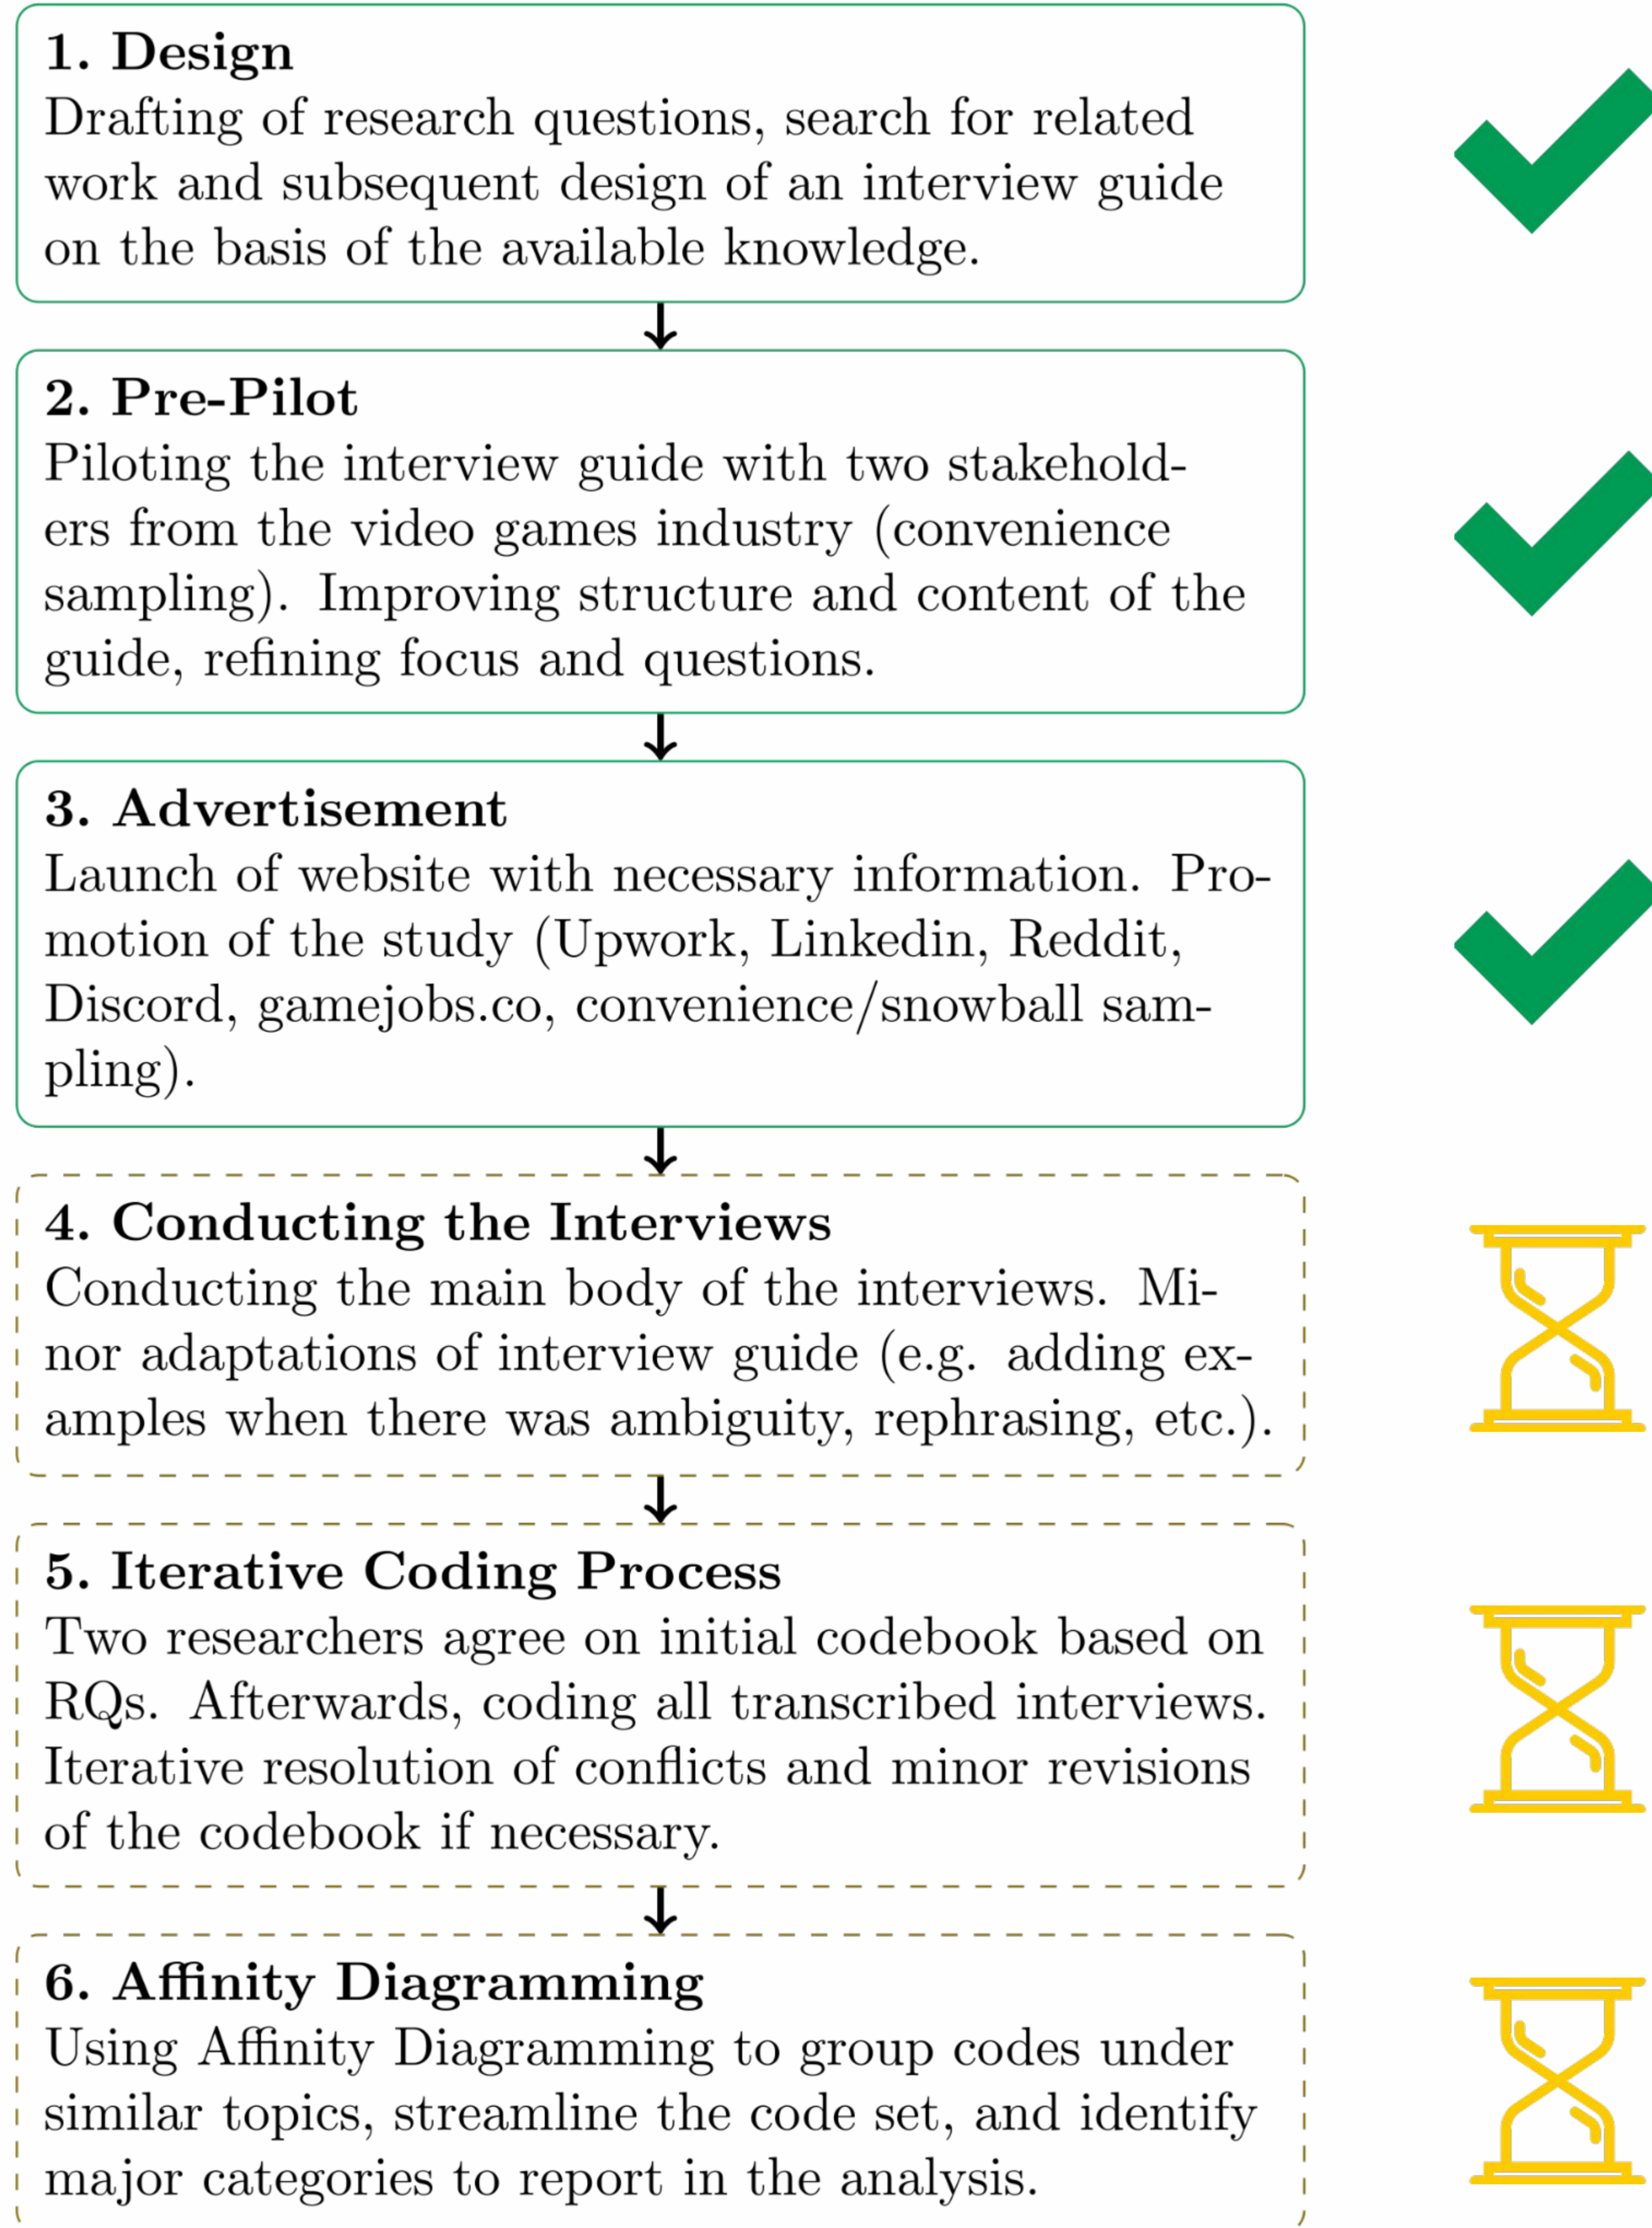 1. Design
Drafting of research questions, search for related
work and subsequent design of an interview guide
on the basis of the available knowledge.
2. Pre-Pilot
Piloting the interview guide with two stakehold-
ers from the video games industry (convenience
sampling). Improving structure and content of the
guide, refining focus and questions.
3. Advertisement
Launch of website with necessary information. Pro-
motion of the study (Upwork, Linkedin, Reddit,
Discord, gamejobs.co, convenience/snowball sam-
pling).
4. Conducting the Interviews
Conducting the main body of the interviews. Mi-
nor adaptations of interview guide (e.g. adding ex-
amples when there was ambiguity, rephrasing, etc.).
5. Iterative Coding Process
Two researchers agree on initial codebook based on
RQs. Afterwards, coding all transcribed interviews.
Iterative resolution of conflicts and minor revisions
of the codebook if necessary.
6. Affinity Diagramming
Using Affinity Diagramming to group codes under
similar topics, streamline the code set, and identify
major categories to report in the analysis.